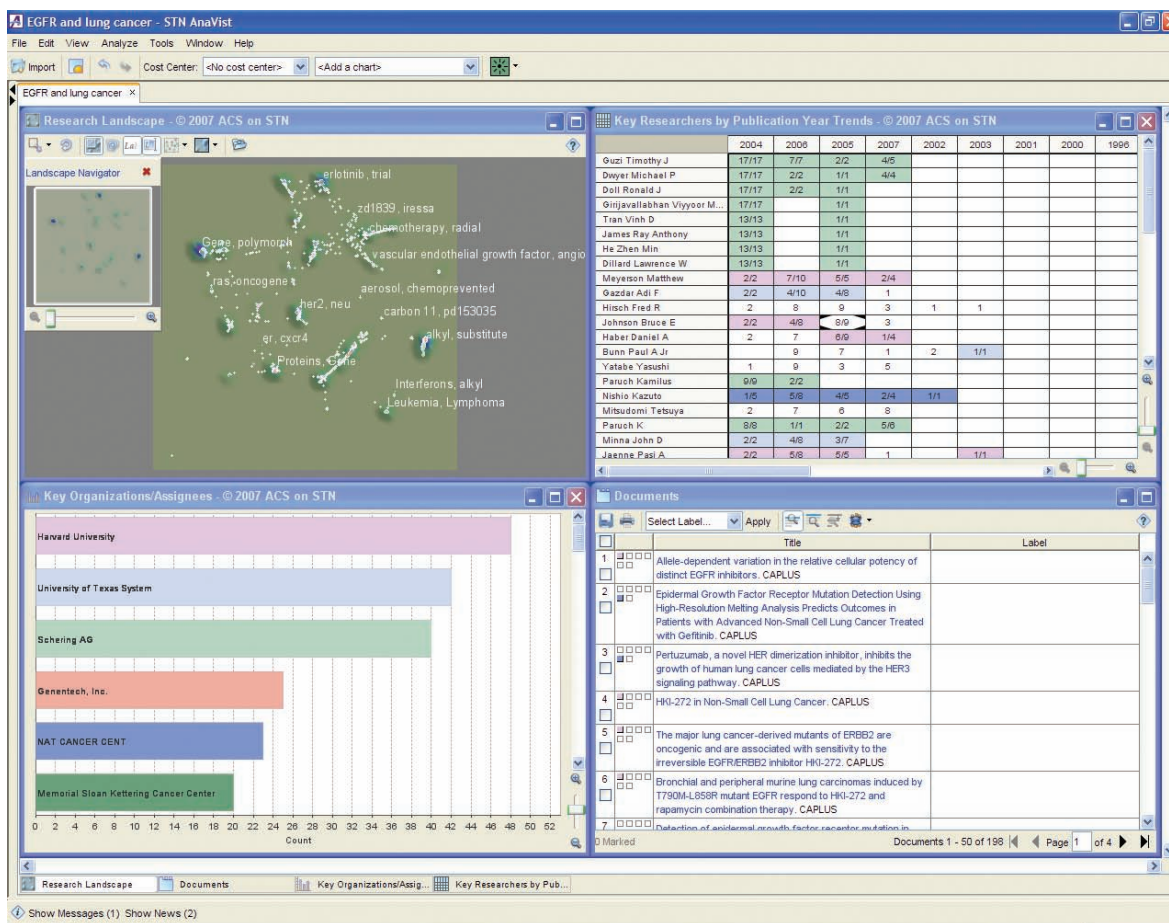 EGFR and lung cancer - STN AnaVist
File Edit View Analyze Tools Window Help
Import Cost Center: <No cost center> <Add a chart>
EGFR and lung cancer ×
Research Landscape - © 2007 ACS on STN
Landscape Navigator
erlotinib, trial
zd1839, iressa
chemotherapy, radial
Gene, polymorph
vascular endothelial growth factor, angio
ras, oncogene
aerosol, chemoprevented
her2, neu
carbon 11, pd153035
er, cxcr4
alkyl, substitute
Proteins, Gene
Interferons, alkyl
Leukemia, Lymphoma
Key Researchers by Publication Year Trends - © 2007 ACS on STN
2004 2006 2005 2007 2002 2003 2001 2000 1996
Guzi Timothy J 17/17 7/7 2/2 4/5
Dwyer Michael P 17/17 2/2 1/1 4/4
Doll Ronald J 17/17 2/2 1/1
Girijavallabhan Viyyoor M... 17/17 1/1
Tran Vinh D 13/13 1/1
James Ray Anthony 13/13 1/1
He Zhen Min 13/13 1/1
Dillard Lawrence W 13/13 1/1
Meyerson Matthew 2/2 7/10 5/5 2/4
Gazdar Adi F 2/2 4/10 4/8 1
Hirsch Fred R 2 8 9 3 1 1
Johnson Bruce E 2/2 4/8 8/9 3
Haber Daniel A 2 7 6/9 1/4
Bunn Paul A Jr 9 7 1 2 1/1
Yatabe Yasushi 1 9 3 5
Paruch Kamilus 9/9 2/2
Nishio Kazuto 1/5 5/8 4/5 2/4 1/1
Mitsudomi Tetsuya 2 7 6 8
Paruch K 8/8 1/1 2/2 5/6
Minna John D 2/2 4/8 3/7
Jaenne Pasi A 2/2 5/8 5/5 1 1/1
Key Organizations/Assignees - © 2007 ACS on STN
Harvard University
University of Texas System
Schering AG
Genentech, Inc.
NAT CANCER CENT
Memorial Sloan Kettering Cancer Center
0 2 4 6 8 10 12 14 16 18 20 22 24 26 28 30 32 34 36 38 40 42 44 46 48 50 52
Count
Documents
Select Label... Apply
Title Label
1 Allele-dependent variation in the relative cellular potency of
distinct EGFR inhibitors. CAPLUS
2 Epidermal Growth Factor Receptor Mutation Detection Using
High-Resolution Melting Analysis Predicts Outcomes in
Patients with Advanced Non-Small Cell Lung Cancer Treated
with Gefitinib. CAPLUS
3 Pertuzumab, a novel HER dimerization inhibitor, inhibits the
growth of human lung cancer cells mediated by the HER3
signaling pathway. CAPLUS
4 HKI-272 in Non-Small Cell Lung Cancer. CAPLUS
5 The major lung cancer-derived mutants of ERBB2 are
oncogenic and are associated with sensitivity to the
irreversible EGFR/ERBB2 inhibitor HKI-272. CAPLUS
6 Bronchial and peripheral murine lung carcinomas induced by
T790M-L858R mutant EGFR respond to HKI-272 and
rapamycin combination therapy. CAPLUS
7 Detection of epidermal growth factor receptor mutation in
0 Marked Documents 1 - 50 of 198 Page 1 of 4
Research Landscape Documents Key Organizations/Assig... Key Researchers by Pub...
Show Messages (1) Show News (2)